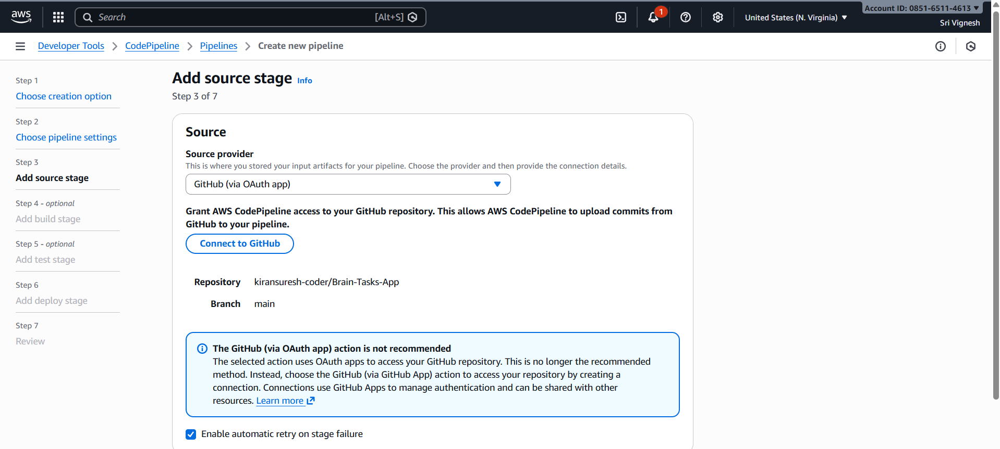 aws
Search
[Alt+S]
1
United States (N. Virginia)
Account ID: 0851-6511-4613
Sri Vignesh
Developer Tools
CodePipeline
Pipelines
Create new pipeline
Step 1
Choose creation option
Step 2
Choose pipeline settings
Step 3
Add source stage
Step 4 - optional
Add build stage
Step 5 - optional
Add test stage
Step 6
Add deploy stage
Step 7
Review
Add source stage Info
Step 3 of 7
Source
Source provider
This is where you stored your input artifacts for your pipeline. Choose the provider and then provide the connection details.
GitHub (via OAuth app)
Grant AWS CodePipeline access to your GitHub repository. This allows AWS CodePipeline to upload commits from
GitHub to your pipeline.
Connect to GitHub
Repository kiransuresh-coder/Brain-Tasks-App
Branch main
The GitHub (via OAuth app) action is not recommended
The selected action uses OAuth apps to access your GitHub repository. This is no longer the recommended
method. Instead, choose the GitHub (via GitHub App) action to access your repository by creating a
connection. Connections use GitHub Apps to manage authentication and can be shared with other
resources. Learn more
Enable automatic retry on stage failure